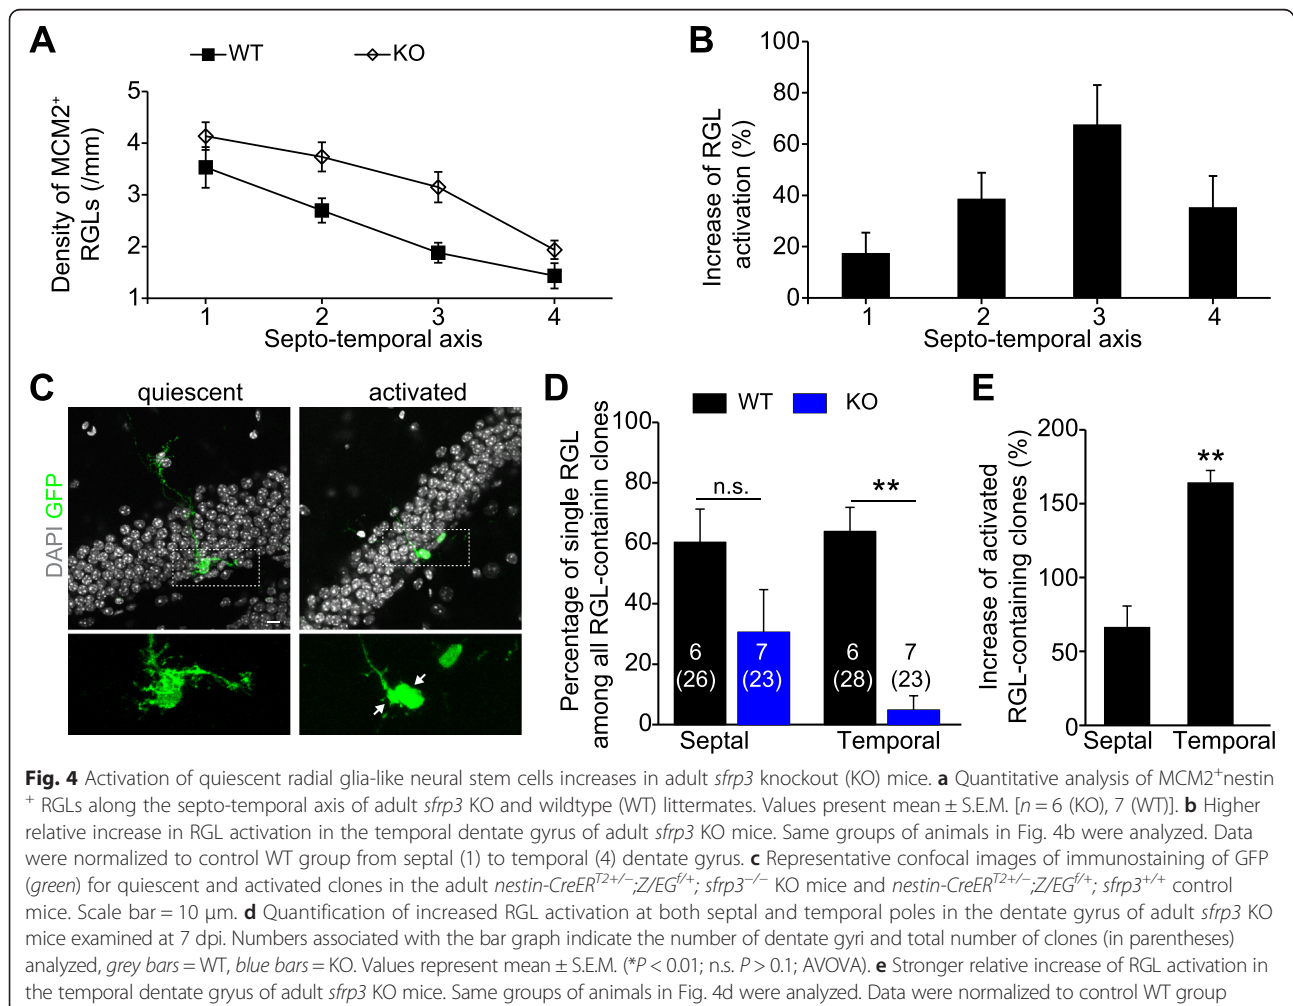 A
WT
KO
Density of MCM2+
RGLs (/mm)
5
4
3
2
1
1 2 3 4
Septo-temporal axis
B
Increase of RGL
activation (%)
100
80
60
40
20
0
1 2 3 4
Septo-temporal axis
C
quiescent activated
DAPI GFP
D
WT KO
Percentage of single RGL
among all RGL-containin clones
100
80
60
40
20
0
n.s.
**
6
(26)
7
(23)
6
(28)
7
(23)
Septal Temporal
E
Increase of activated
RGL-containing clones (%)
200
150
100
50
0
**
Septal Temporal
Fig. 4 Activation of quiescent radial glia-like neural stem cells increases in adult sfrp3 knockout (KO) mice. a Quantitative analysis of MCM2+nestin
+ RGLs along the septo-temporal axis of adult sfrp3 KO and wildtype (WT) littermates. Values present mean ± S.E.M. [n = 6 (KO), 7 (WT)]. b Higher
relative increase in RGL activation in the temporal dentate gyrus of adult sfrp3 KO mice. Same groups of animals in Fig. 4b were analyzed. Data
were normalized to control WT group from septal (1) to temporal (4) dentate gyrus. c Representative confocal images of immunostaining of GFP
(green) for quiescent and activated clones in the adult nestin-CreERT2+/−;Z/EGf/+; sfrp3−/− KO mice and nestin-CreERT2+/−;Z/EGf/+; sfrp3+/+ control
mice. Scale bar = 10 μm. d Quantification of increased RGL activation at both septal and temporal poles in the dentate gyrus of adult sfrp3 KO
mice examined at 7 dpi. Numbers associated with the bar graph indicate the number of dentate gyri and total number of clones (in parentheses)
analyzed, grey bars = WT, blue bars = KO. Values represent mean ± S.E.M. (*P < 0.01; n.s. P > 0.1; AVOVA). e Stronger relative increase of RGL activation in
the temporal dentate gryus of adult sfrp3 KO mice. Same groups of animals in Fig. 4d were analyzed. Data were normalized to control WT group